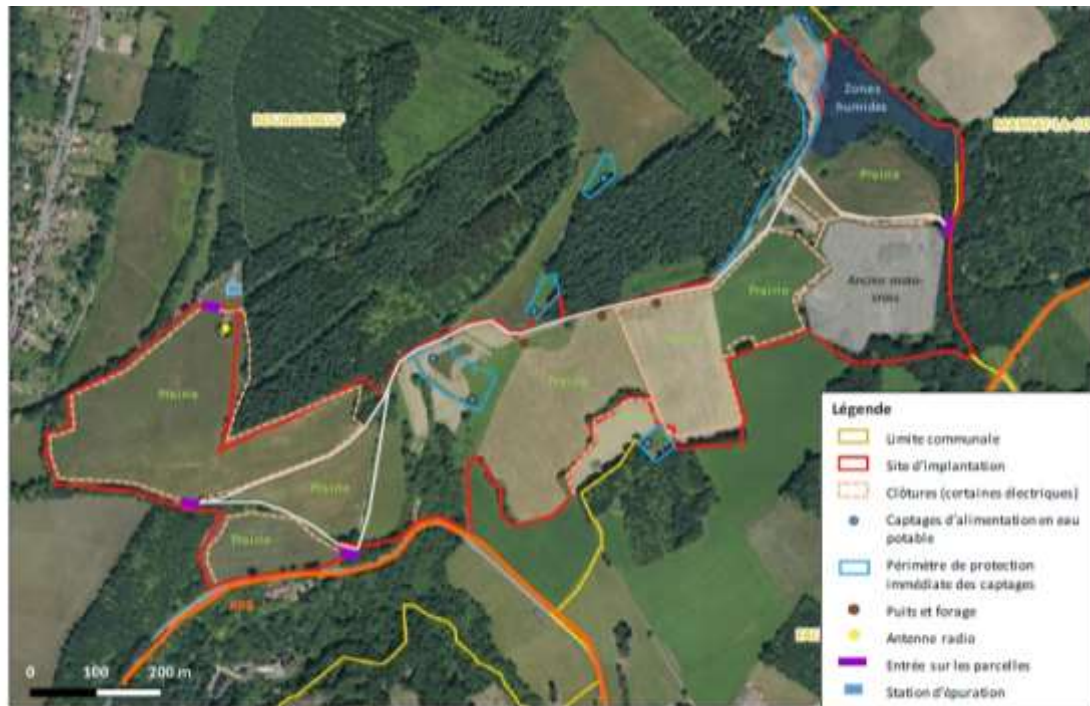 Zones
humides
Prairie
Prairie
Ancien moto-
cross
Prairie
Prairie
Prairie
Prairie
Légende
Limite communale
Site d'implantation
Clôtures (certaines électriques)
Captages d'alimentation en eau
potable
Périmètre de protection
immédiate des captages
Puits et forage
Antenne radio
Entrée sur les parcelles
Station d'épuration
0 100 200 m